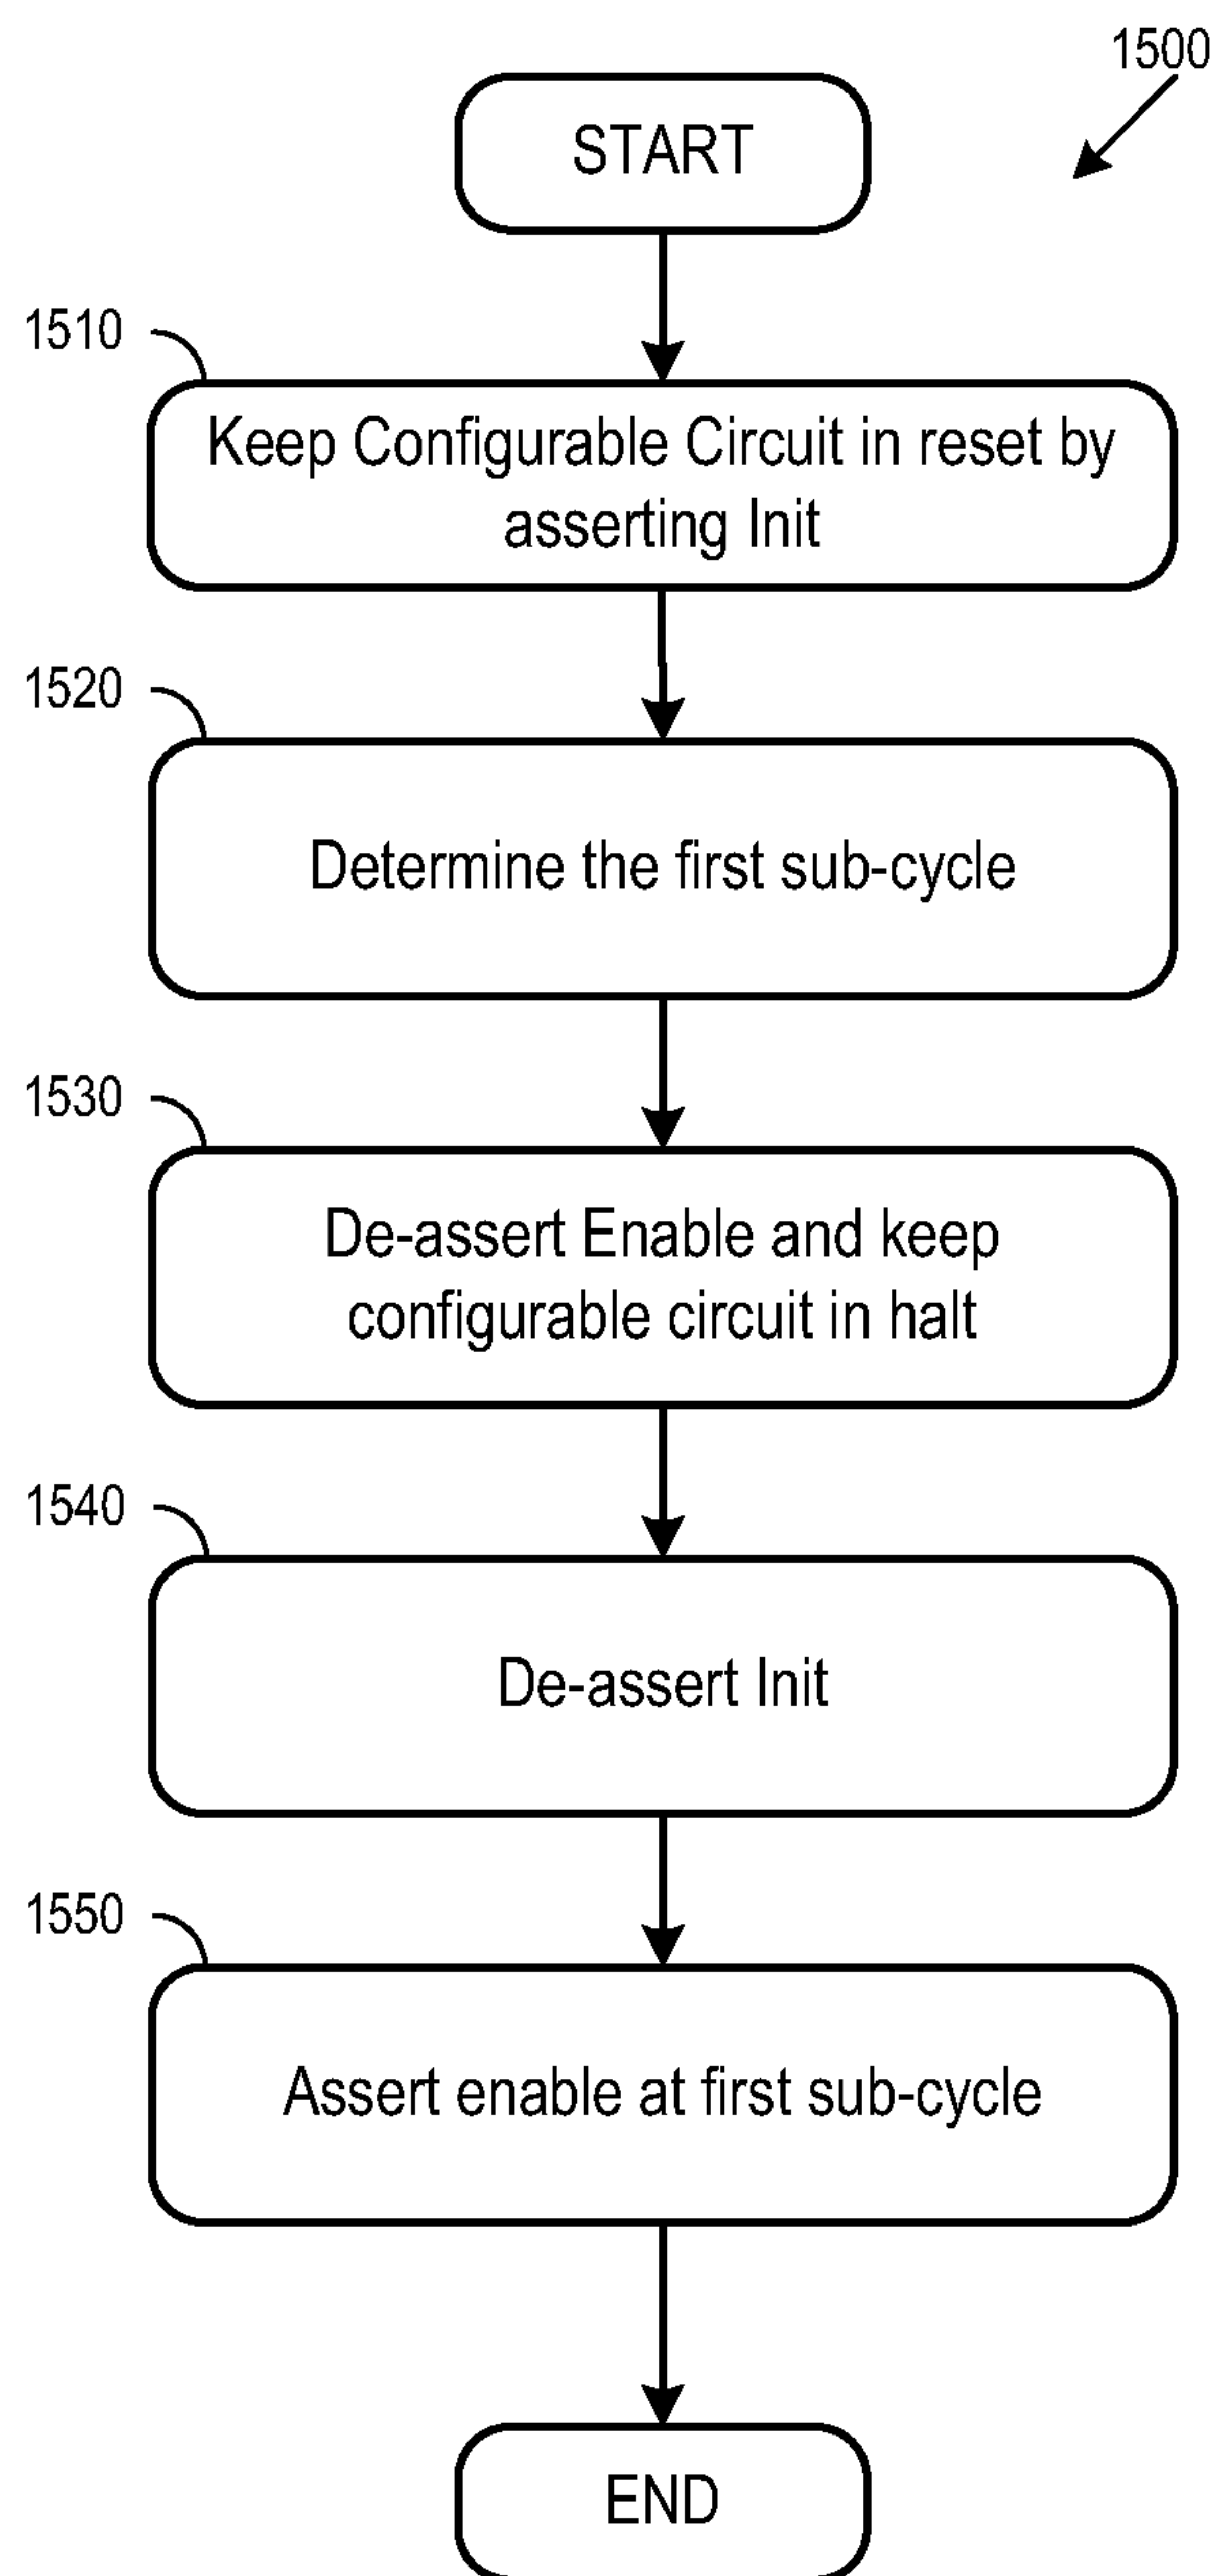 1500
START
1510
Keep Configurable Circuit in reset by
asserting Init
1520
Determine the first sub-cycle
1530
De-assert Enable and keep
configurable circuit in halt
1540
De-assert Init
1550
Assert enable at first sub-cycle
END